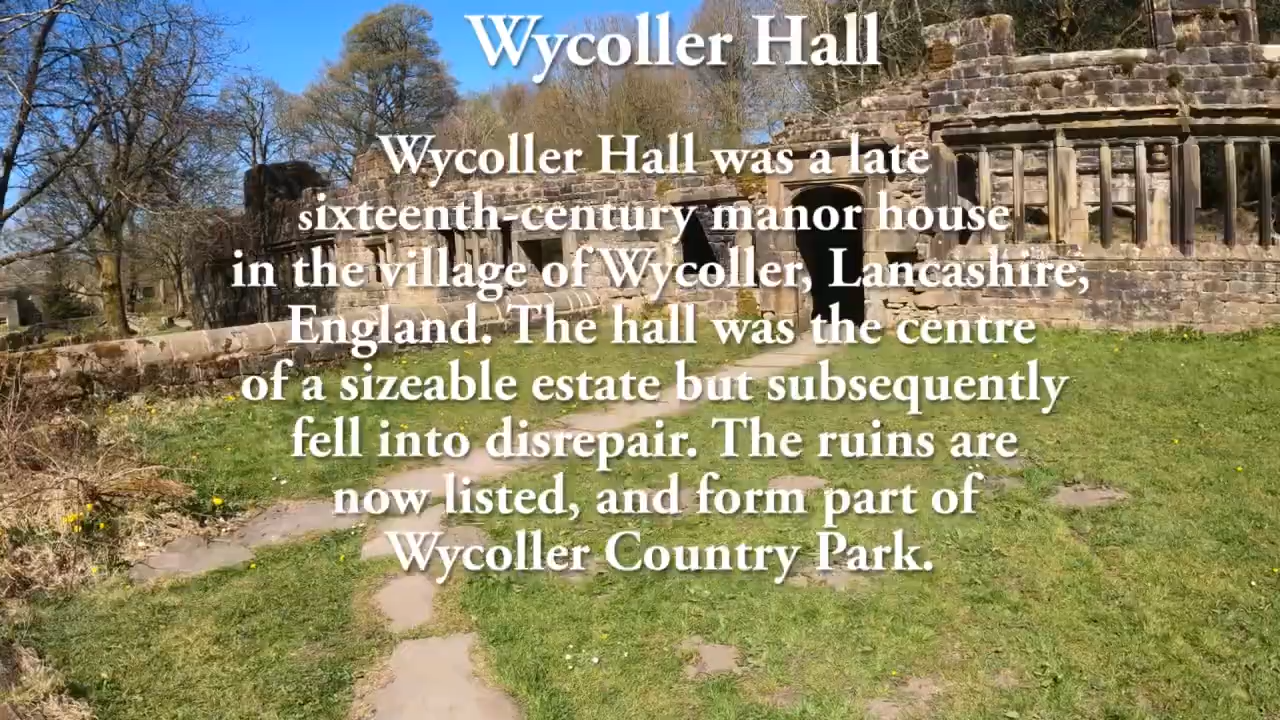 Wycoller Hall
Wycoller Hall was a late
sixteenth-century manor house
in the village of Wycoller, Lancashire,
England. The hall was the centre
of a sizeable estate but subsequently
fell into disrepair. The ruins are
now listed, and form part of
Wycoller Country Park.